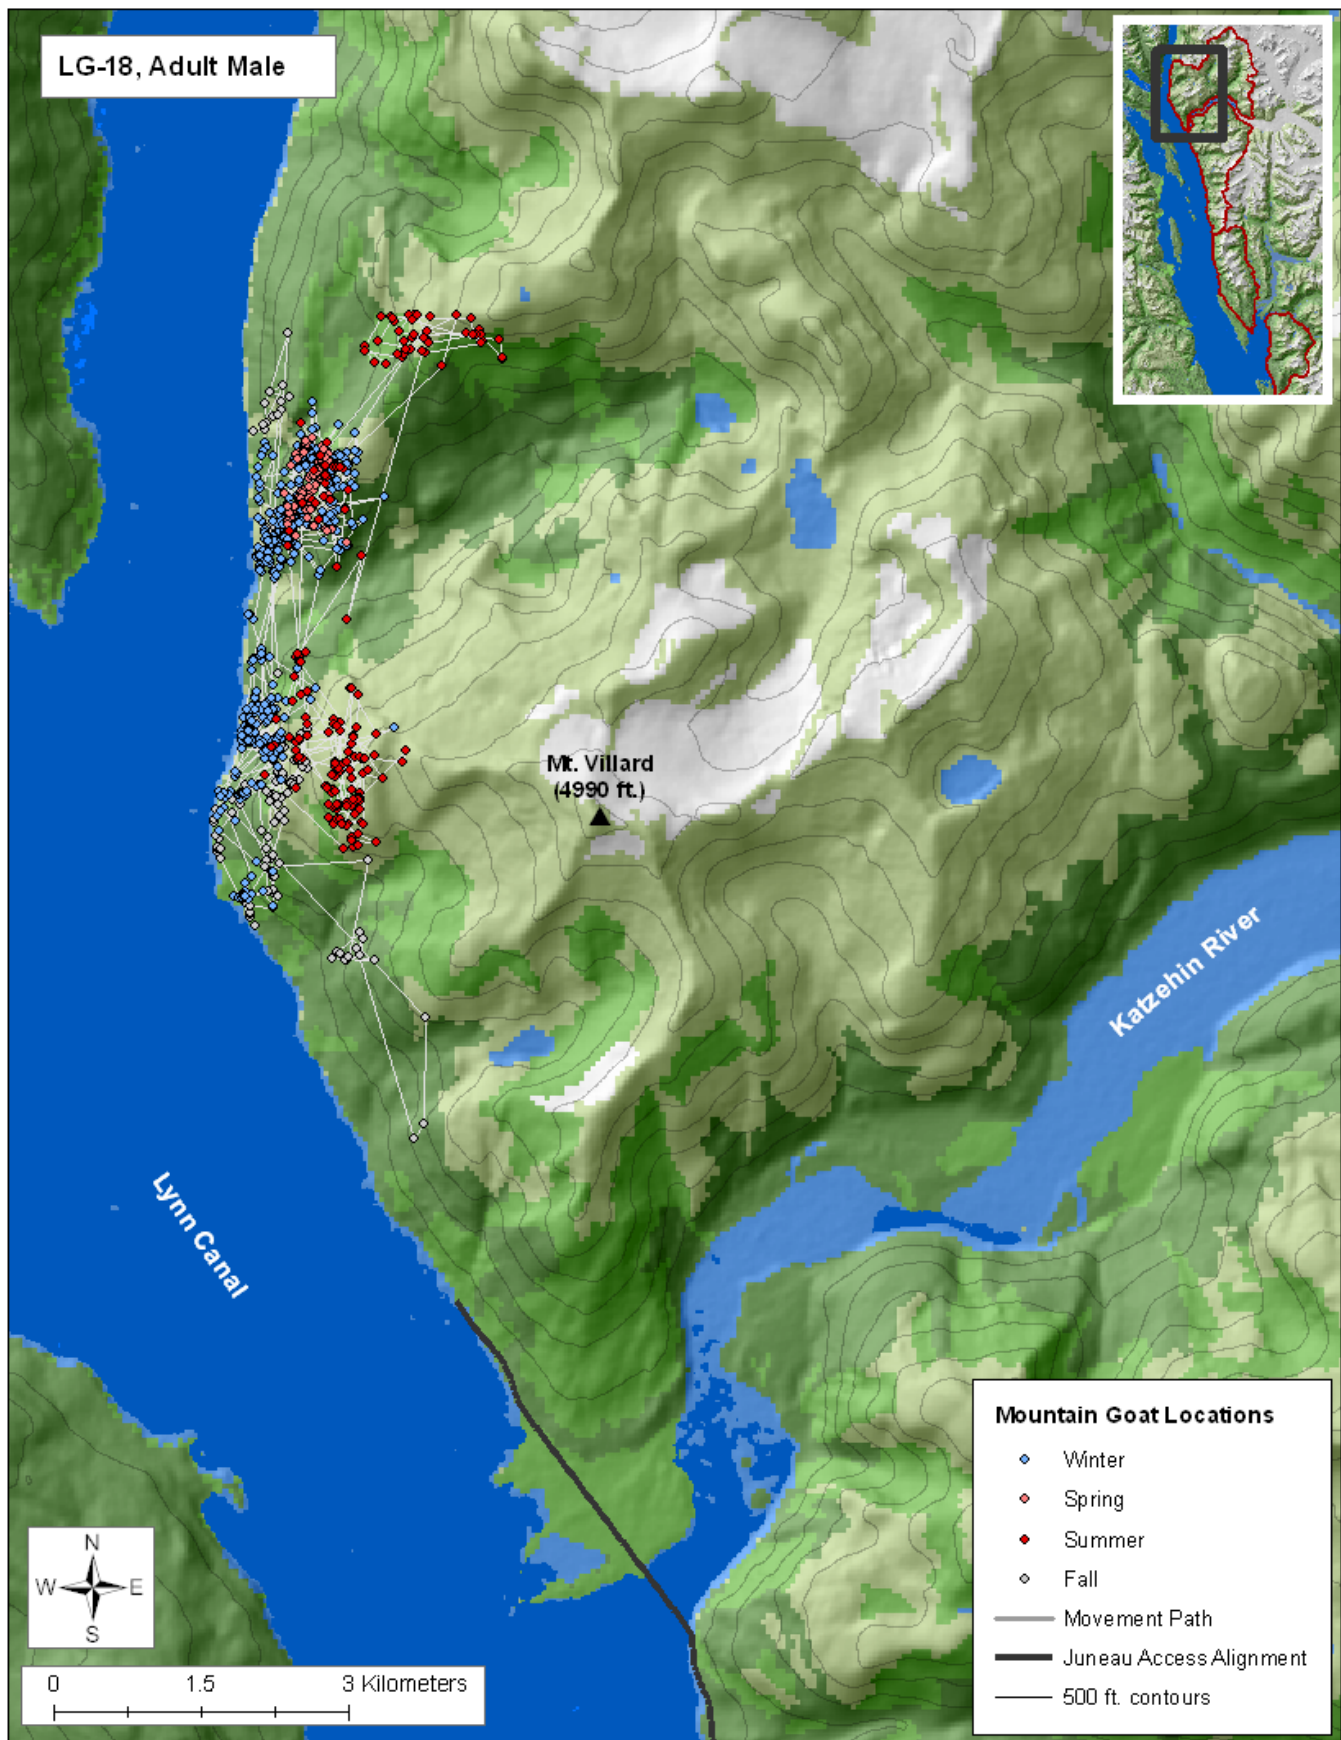 LG-18, Adult Male
Mt. Villard
(4990 ft.)
Katzehin River
Lynn Canal
Mountain Goat Locations
Winter
Spring
Summer
Fall
Movement Path
Juneau Access Alignment
500 ft. contours
N
W E
S
0 1.5 3 Kilometers